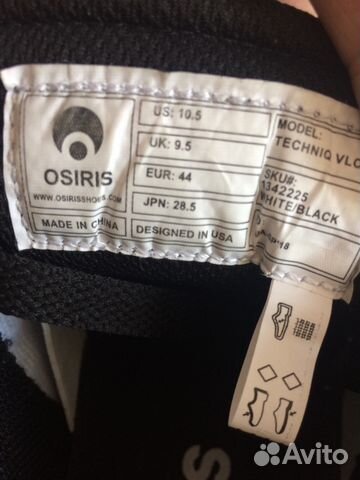 OSIRIS
WWW.OSIRISSHOES.COM
MADE IN CHINA
US: 10.5
UK: 9.5
EUR: 44
JPN: 28.5
DESIGNED IN USA
MODEL:
TECHNIQ VLC
SKU#:
1342225
WHITE/BLACK
S
Avito